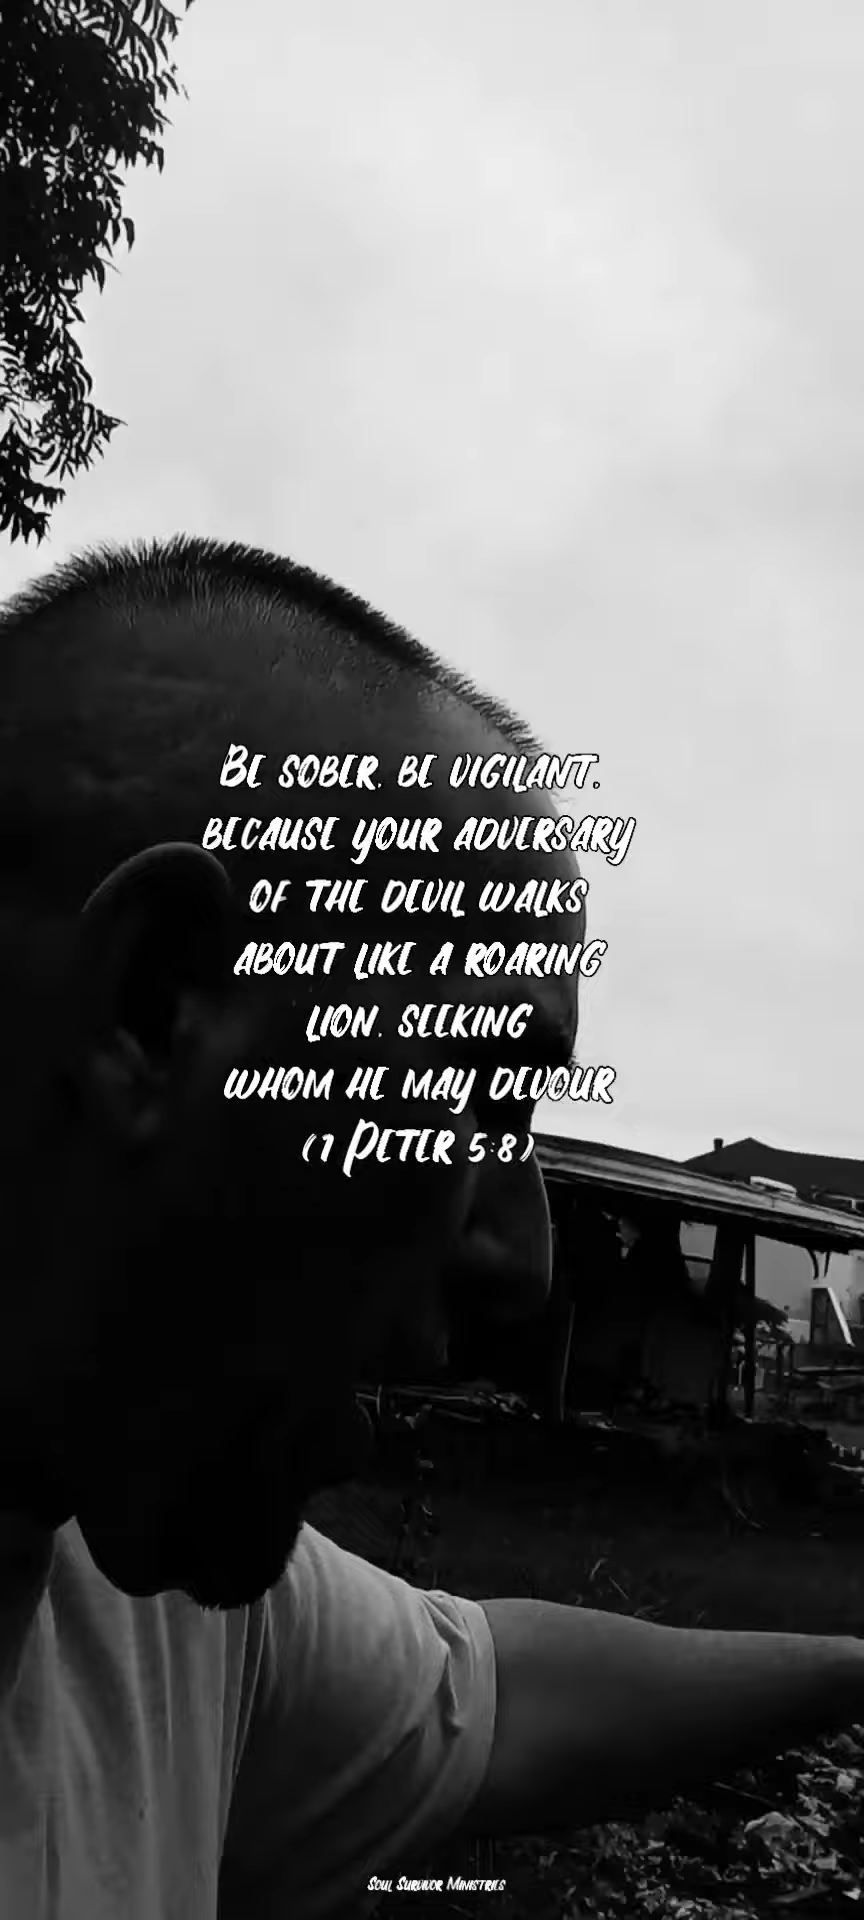 Be sober, be vigilant,
because your adversary
of the devil walks
about like a roaring
lion, seeking
whom he may devour
(1 Peter 5:8)
Soul Survivor Ministries